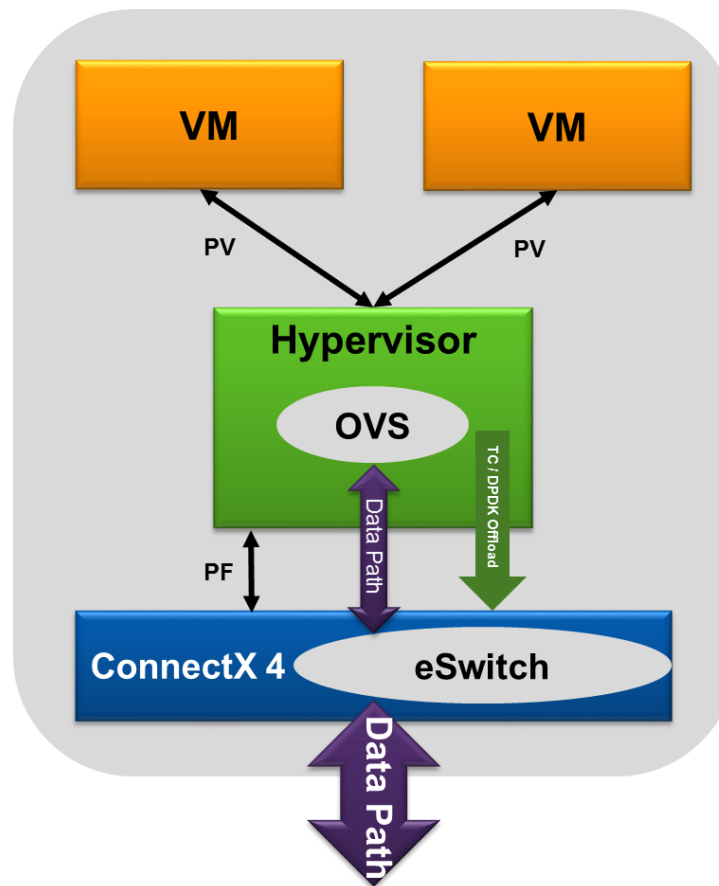 VM
VM
PV
PV
Hypervisor
OVS
TC / DPDK Offload
Data Path
PF
ConnectX 4
eSwitch
Data Path